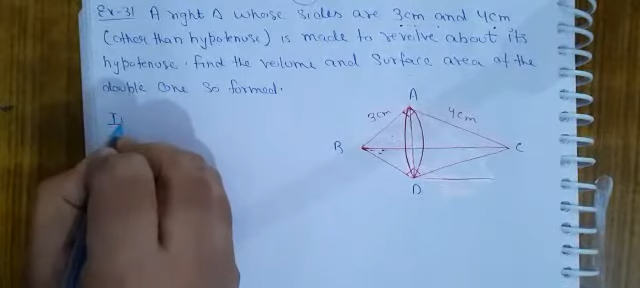 Ex-31 A right Δ whose sides are 3cm and 4cm
(other than hypotenuse) is made to revolve about its
hypotenuse. Find the volume and Surface area of the
double Cone So formed.
A
3cm
4cm
B
C
D